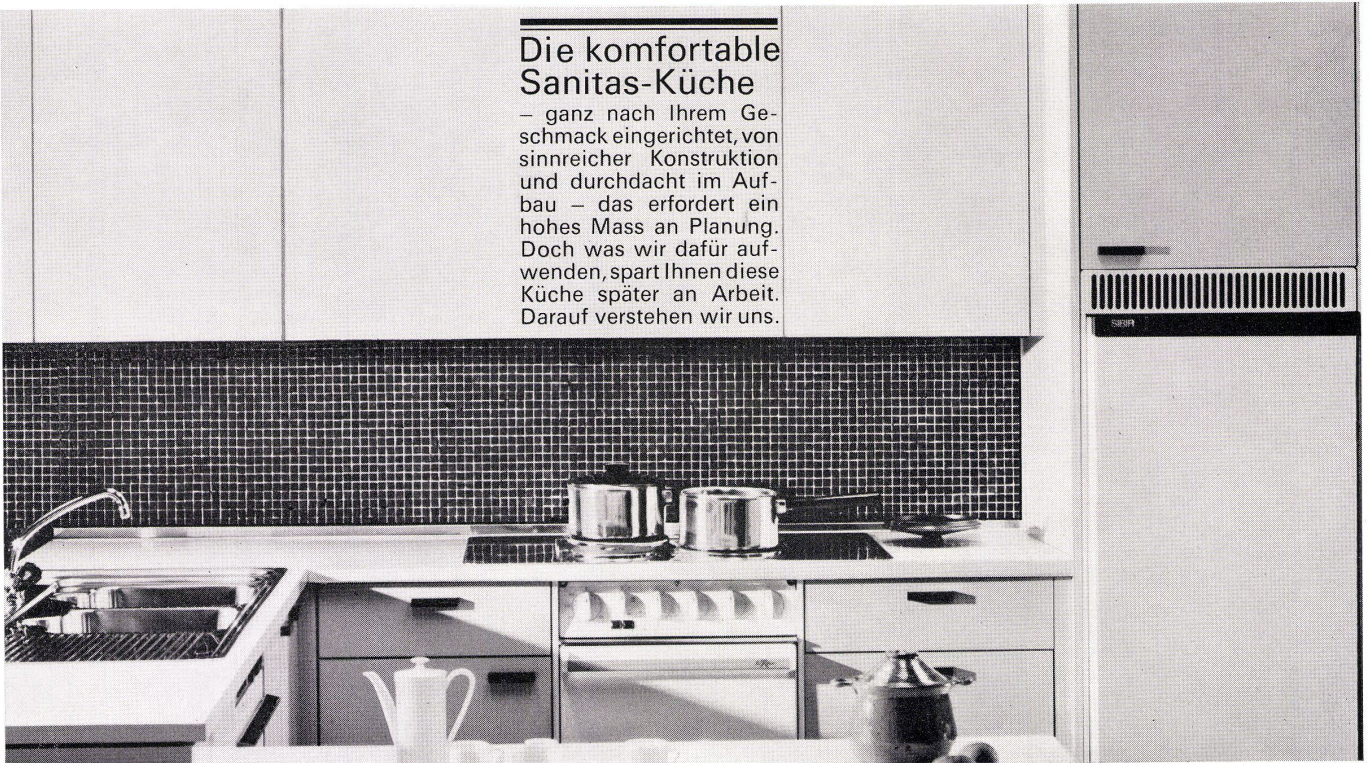 Die komfortable
Sanitas-Küche
– ganz nach Ihrem Ge-
schmack eingerichtet, von
sinnreicher Konstruktion
und durchdacht im Auf-
bau – das erfordert ein
hohes Mass an Planung.
Doch was wir dafür auf-
wenden, spart Ihnen diese
Küche später an Arbeit.
Darauf verstehen wir uns.
SIBIR